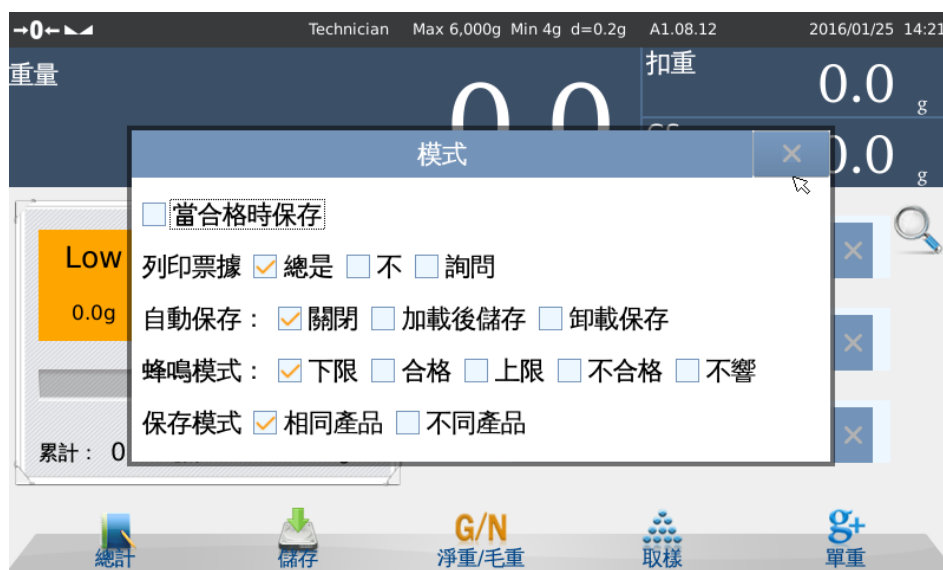 →0← Technician Max 6,000g Min 4g d=0.2g A1.08.12 2016/01/25 14:21
重量
扣重 0.0 g
0.0 g
模式
當合格時保存
列印票據 總是 不 詢問
自動保存： 關閉 加載後儲存 卸載保存
蜂鳴模式： 下限 合格 上限 不合格 不響
保存模式 相同產品 不同產品
Low
0.0g
累計： 0
總計 儲存 G/N 淨重/毛重 取樣 g+ 單重